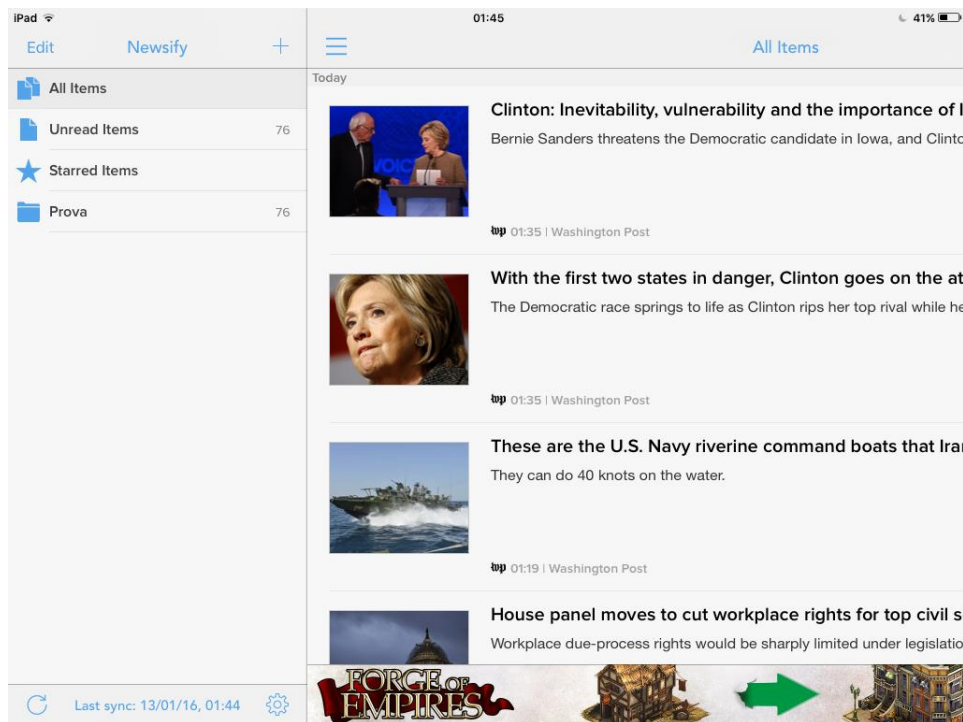 iPad 01:45 41%
Edit Newsify +
All Items
Unread Items 76
Starred Items
Prova 76
Last sync: 13/01/16, 01:44
All Items
Today
Clinton: Inevitability, vulnerability and the importance of I
Bernie Sanders threatens the Democratic candidate in Iowa, and Clinto
wp 01:35 | Washington Post
With the first two states in danger, Clinton goes on the at
The Democratic race springs to life as Clinton rips her top rival while he
wp 01:35 | Washington Post
These are the U.S. Navy riverine command boats that Iran
They can do 40 knots on the water.
wp 01:19 | Washington Post
House panel moves to cut workplace rights for top civil s
Workplace due-process rights would be sharply limited under legislatio
FORGE OF
EMPIRES